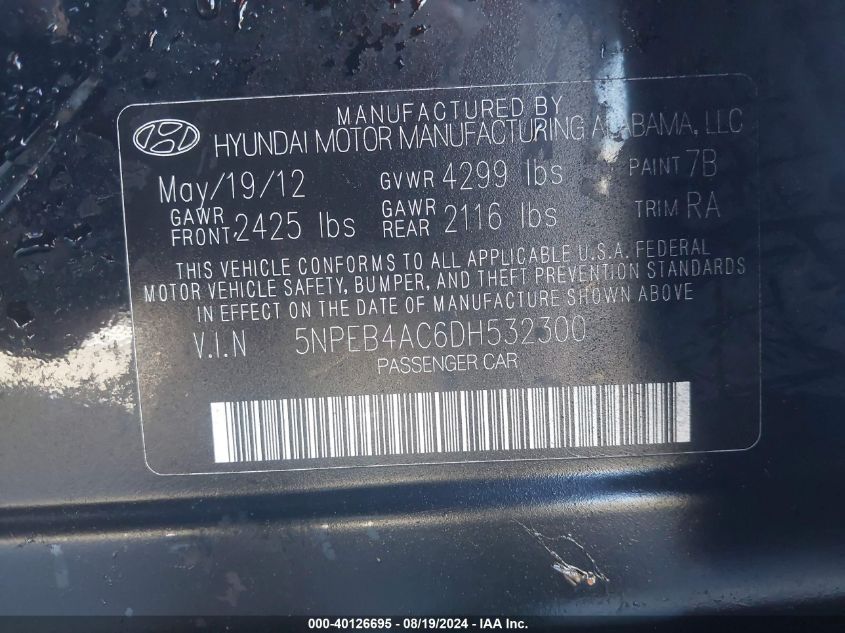 MANUFACTURED BY
HYUNDAI MOTOR MANUFACTURING ALABAMA, LLC
May/19/12 GVWR 4299 lbs PAINT 7B
GAWR FRONT 2425 lbs GAWR REAR 2116 lbs TRIM RA
THIS VEHICLE CONFORMS TO ALL APPLICABLE U.S.A. FEDERAL
MOTOR VEHICLE SAFETY, BUMPER, AND THEFT PREVENTION STANDARDS
IN EFFECT ON THE DATE OF MANUFACTURE SHOWN ABOVE
V.I.N 5NPEB4AC6DH532300
PASSENGER CAR
000-40126695 - 08/19/2024 - IAA Inc.